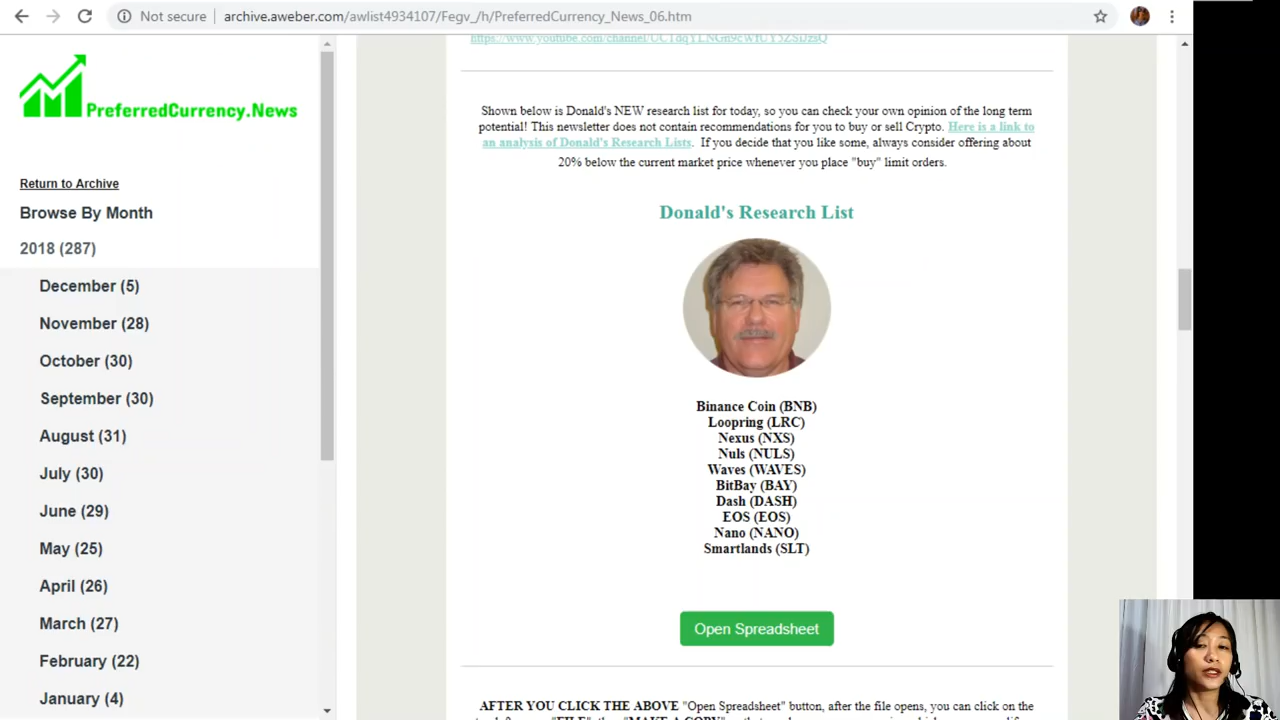 Not secure | archive.aweber.com/awlist4934107/Fegv_/h/PreferredCurrency_News_06.htm
PreferredCurrency.News
Return to Archive
Browse By Month
2018 (287)
December (5)
November (28)
October (30)
September (30)
August (31)
July (30)
June (29)
May (25)
April (26)
March (27)
February (22)
January (4)
Shown below is Donald's NEW research list for today, so you can check your own opinion of the long term
potential! This newsletter does not contain recommendations for you to buy or sell Crypto. Here is a link to
an analysis of Donald's Research Lists. If you decide that you like some, always consider offering about
20% below the current market price whenever you place "buy" limit orders.
Donald's Research List
Binance Coin (BNB)
Loopring (LRC)
Nexus (NXS)
Nuls (NULS)
Waves (WAVES)
BitBay (BAY)
Dash (DASH)
EOS (EOS)
Nano (NANO)
Smartlands (SLT)
Open Spreadsheet
AFTER YOU CLICK THE ABOVE "Open Spreadsheet" button, after the file opens, you can click on the